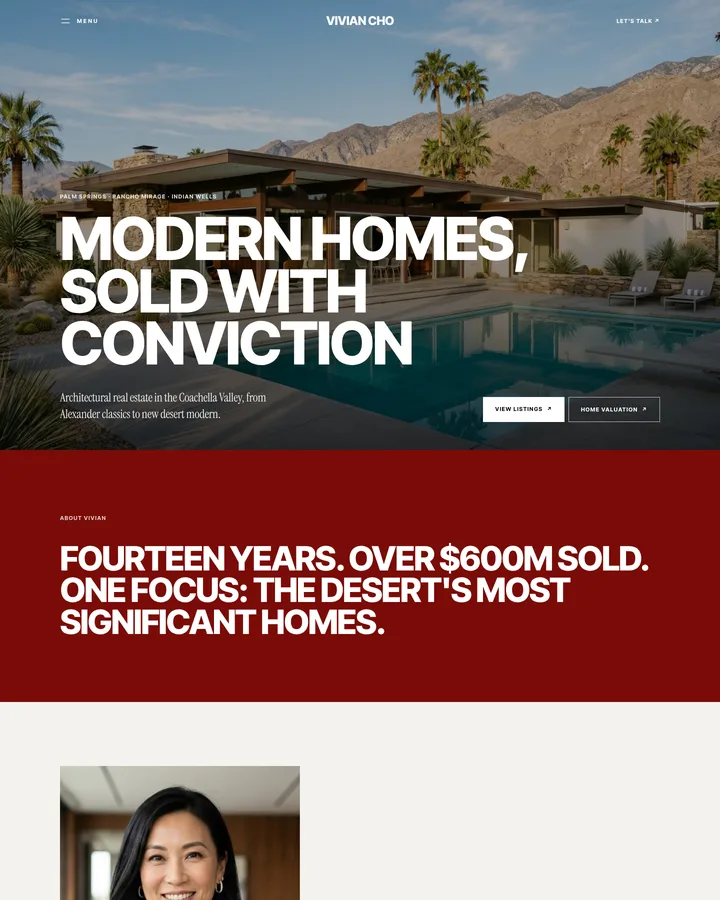 MENU
VIVIAN CHO
LET'S TALK ↗
PALM SPRINGS · RANCHO MIRAGE · INDIAN WELLS
MODERN HOMES,
SOLD WITH
CONVICTION
Architectural real estate in the Coachella Valley, from
Alexander classics to new desert modern.
VIEW LISTINGS ↗
HOME VALUATION ↗
ABOUT VIVIAN
FOURTEEN YEARS. OVER $600M SOLD.
ONE FOCUS: THE DESERT'S MOST
SIGNIFICANT HOMES.